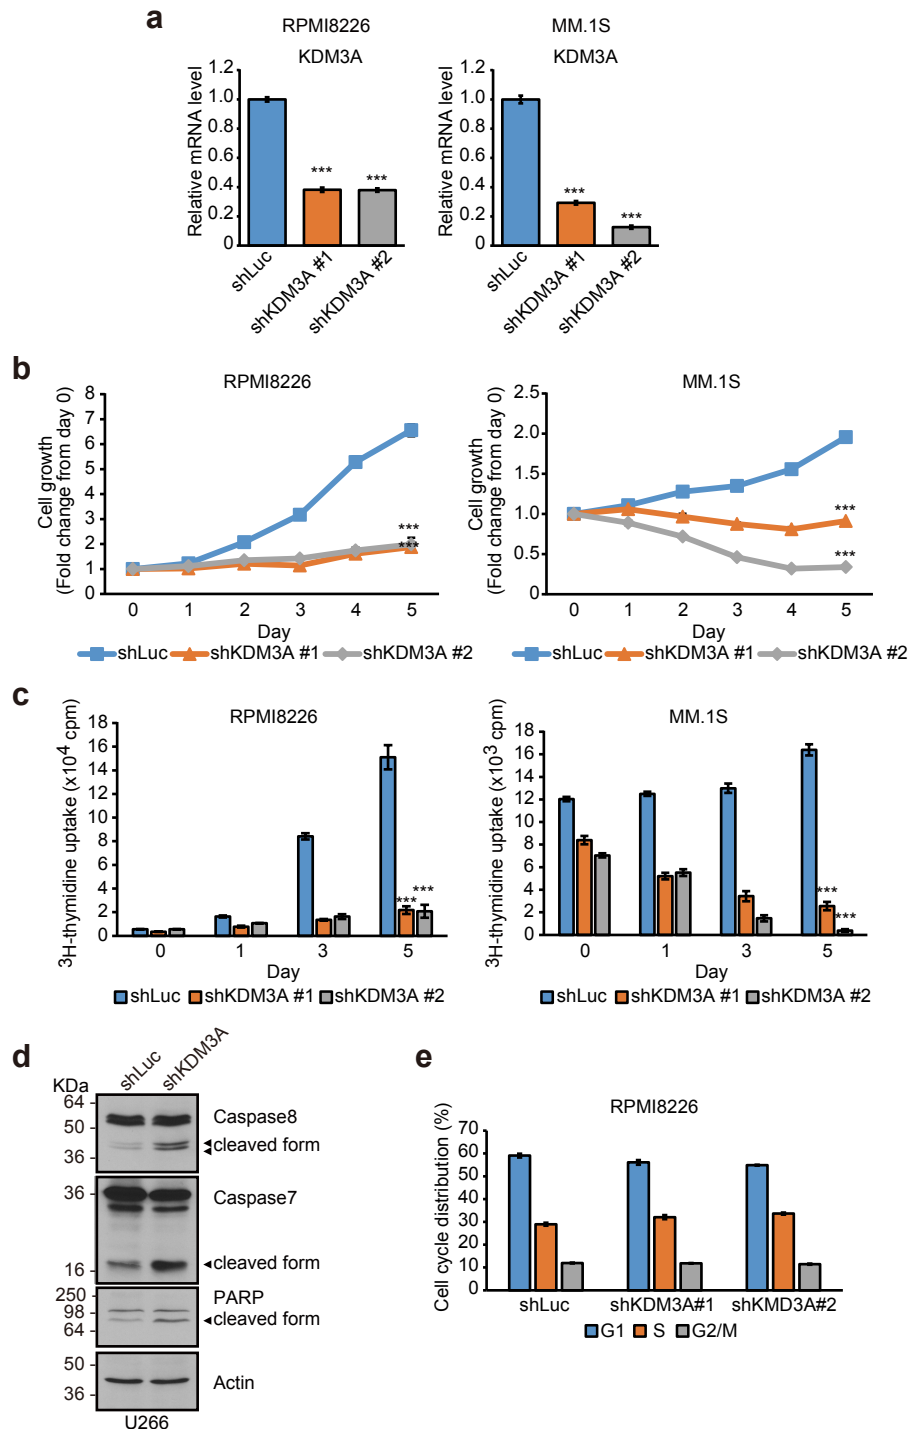 a
RPMI8226
KDM3A
Relative mRNA level
1.2
1.0
0.8
0.6
0.4
0.2
0
***
***
shLuc
shKDM3A #1
shKDM3A #2
MM.1S
KDM3A
Relative mRNA level
1.2
1.0
0.8
0.6
0.4
0.2
0
***
***
shLuc
shKDM3A #1
shKDM3A #2
b
RPMI8226
Cell growth
(Fold change from day 0)
8
7
6
5
4
3
2
1
0
***
***
0 1 2 3 4 5
Day
shLuc shKDM3A #1 shKDM3A #2
MM.1S
Cell growth
(Fold change from day 0)
2.5
2.0
1.5
1.0
0.5
0
***
***
0 1 2 3 4 5
Day
shLuc shKDM3A #1 shKDM3A #2
c
RPMI8226
³H-thymidine uptake (x10⁴ cpm)
18
16
14
12
10
8
6
4
2
0
***
***
0 1 3 5
Day
shLuc shKDM3A #1 shKDM3A #2
MM.1S
³H-thymidine uptake (x10³ cpm)
18
16
14
12
10
8
6
4
2
0
***
***
0 1 3 5
Day
shLuc shKDM3A #1 shKDM3A #2
d
shLuc
shKDM3A
KDa
64
50
36
Caspase8
cleaved form
36
16
Caspase7
cleaved form
250
98
64
PARP
cleaved form
50
36
Actin
U266
e
RPMI8226
Cell cycle distribution (%)
70
60
50
40
30
20
10
0
shLuc shKDM3A#1 shKMD3A#2
G1 S G2/M